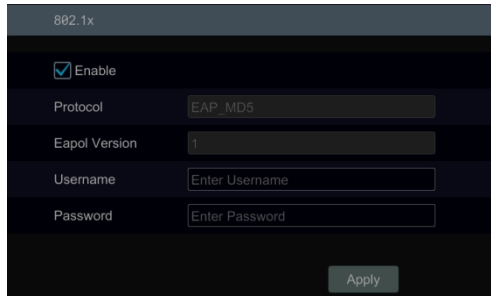 802.1x
Enable
Protocol EAP_MD5
Eapol Version 1
Username Enter Username
Password Enter Password
Apply